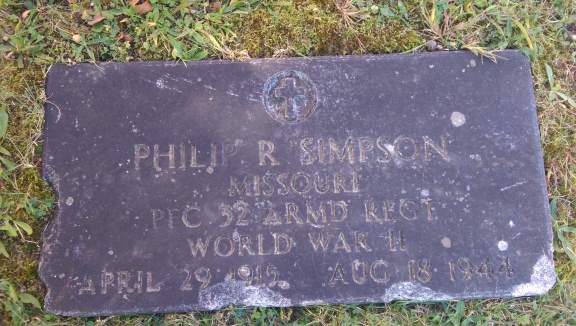 PHILIP R SIMPSON
MISSOURI
PFC 32 ARMD REGT
WORLD WAR II
APRIL 29 1912 AUG 18 1944